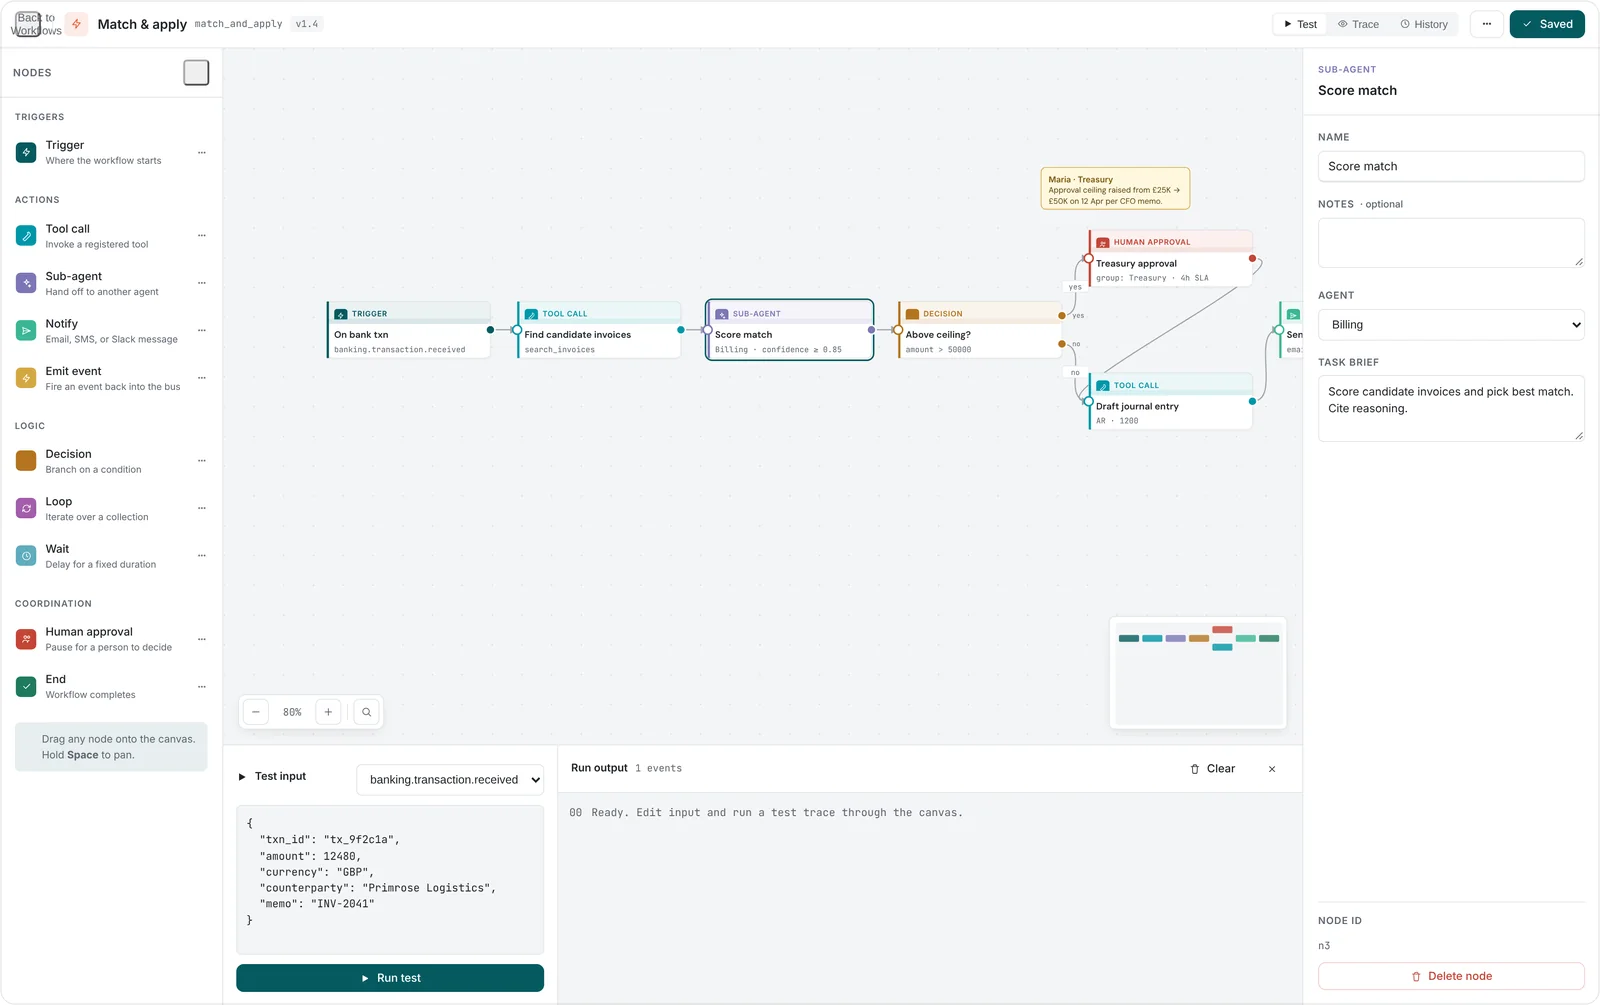 Back to
Workflows
Match & apply
match_and_apply
v1.4
Test
Trace
History
Saved
NODES
TRIGGERS
Trigger
Where the workflow starts
ACTIONS
Tool call
Invoke a registered tool
Sub-agent
Hand off to another agent
Notify
Email, SMS, or Slack message
Emit event
Fire an event back into the bus
LOGIC
Decision
Branch on a condition
Loop
Iterate over a collection
Wait
Delay for a fixed duration
COORDINATION
Human approval
Pause for a person to decide
End
Workflow completes
Drag any node onto the canvas.
Hold Space to pan.
TRIGGER
On bank txn
banking.transaction.received
TOOL CALL
Find candidate invoices
search_invoices
SUB-AGENT
Score match
Billing · confidence ≥ 0.85
DECISION
Above ceiling?
amount > 50000
yes
no
yes
no
Maria · Treasury
Approval ceiling raised from £25K →
£50K on 12 Apr per CFO memo.
HUMAN APPROVAL
Treasury approval
group: Treasury · 4h SLA
TOOL CALL
Draft journal entry
AR · 1200
Sen
emai
80%
Test input
banking.transaction.received
{
"txn_id": "tx_9f2c1a",
"amount": 12480,
"currency": "GBP",
"counterparty": "Primrose Logistics",
"memo": "INV-2041"
}
Run test
Run output 1 events
Clear
00 Ready. Edit input and run a test trace through the canvas.
SUB-AGENT
Score match
NAME
Score match
NOTES · optional
AGENT
Billing
TASK BRIEF
Score candidate invoices and pick best match.
Cite reasoning.
NODE ID
n3
Delete node